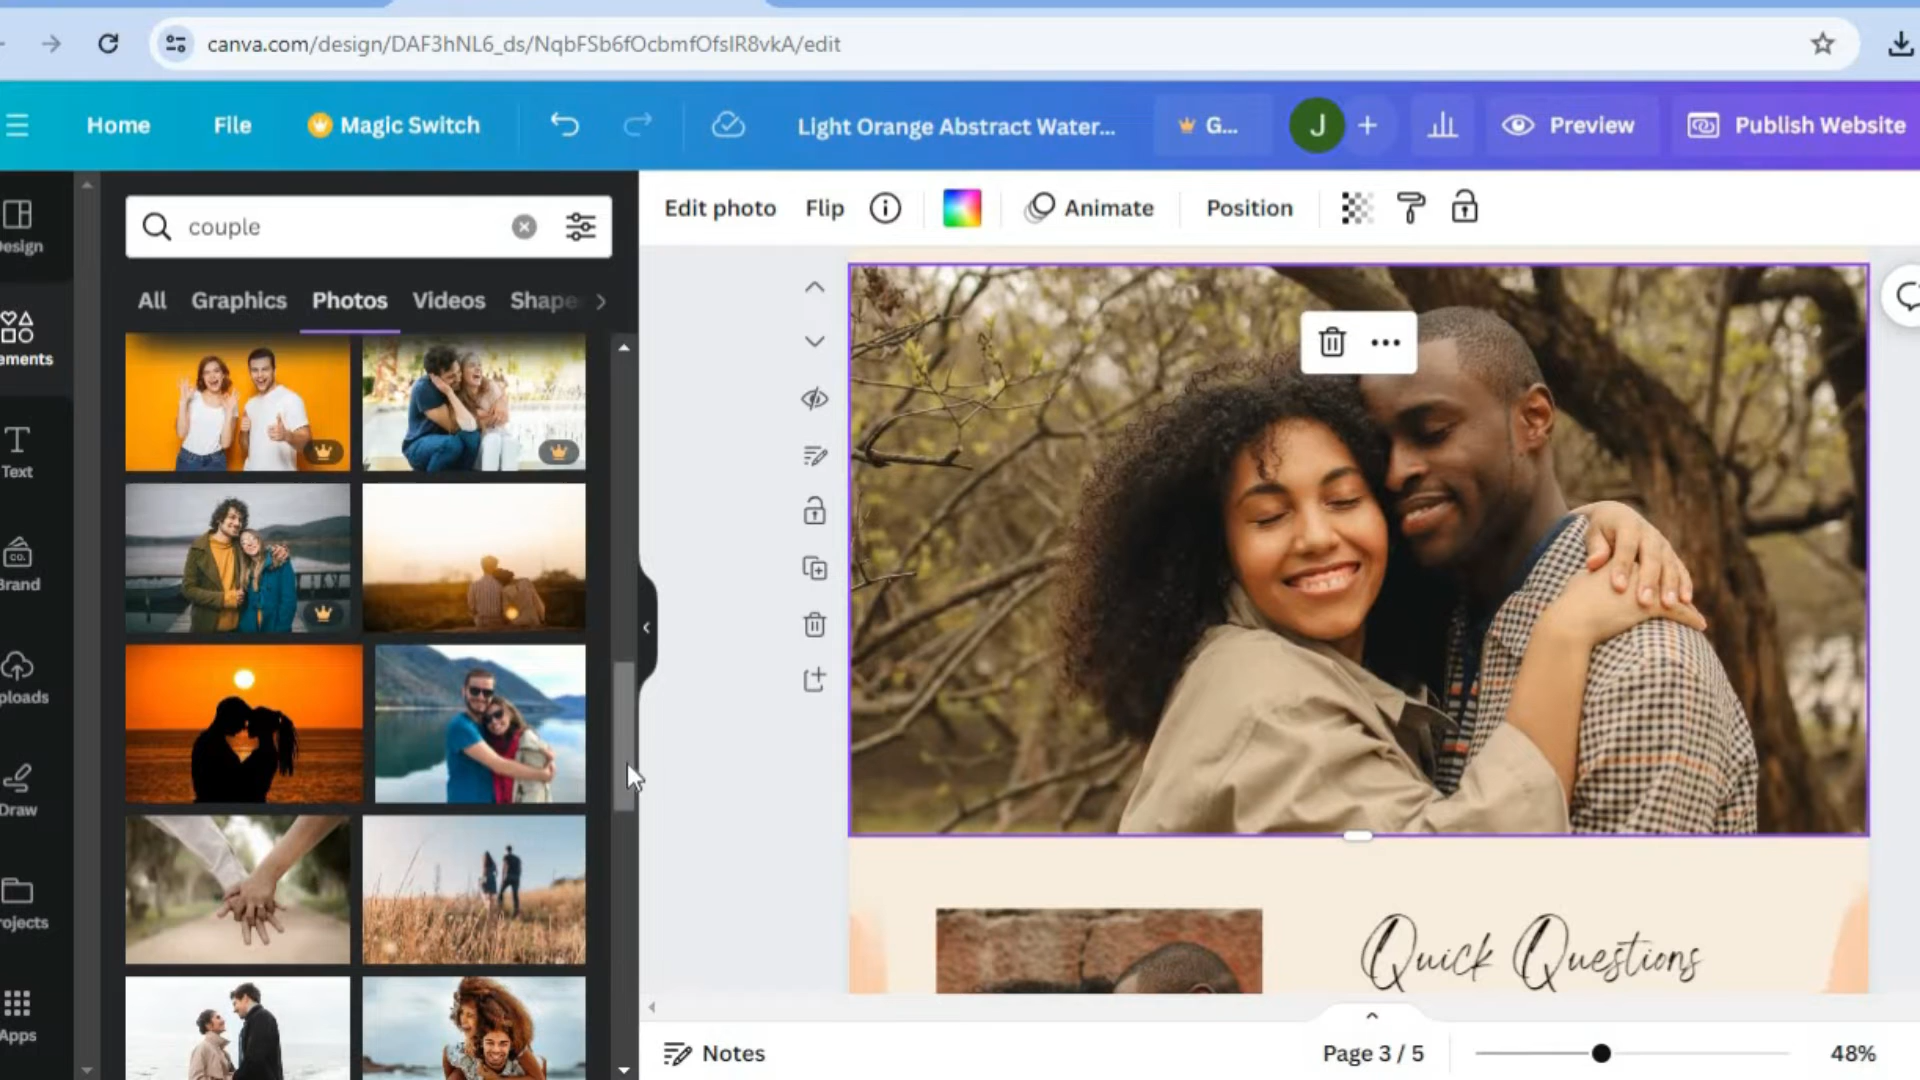 canva.com/design/DAF3hNL6_ds/NqbFSb6fOcbmfOfsIR8vkA/edit
Home File Magic Switch Light Orange Abstract Water... G... J + Preview Publish Website
Edit photo Flip Animate Position
couple
All Graphics Photos Videos Shape
esign
ements
Text
CO.
Brand
ploads
Draw
rojects
Apps
Quick Questions
Notes Page 3 / 5 48%